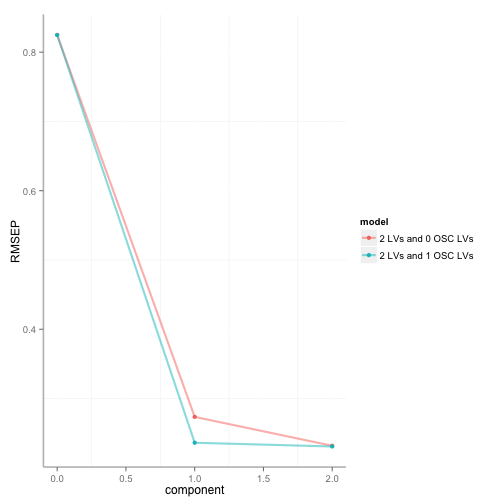 0.8
0.6
0.4
RMSEP
0.0 0.5 1.0 1.5 2.0
component
model
2 LVs and 0 OSC LVs
2 LVs and 1 OSC LVs